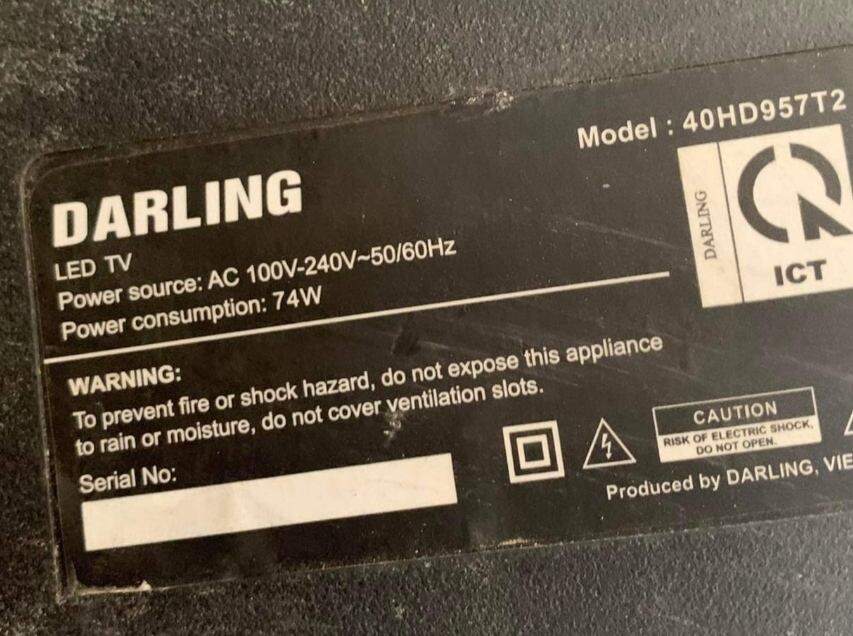 Model : 40HD957T2
DARLING
LED TV
Power source: AC 100V-240V~50/60Hz
Power consumption: 74W
DARLING
ICT
WARNING:
To prevent fire or shock hazard, do not expose this appliance
to rain or moisture, do not cover ventilation slots.
Serial No:
CAUTION
RISK OF ELECTRIC SHOCK,
DO NOT OPEN.
Produced by DARLING, VIE